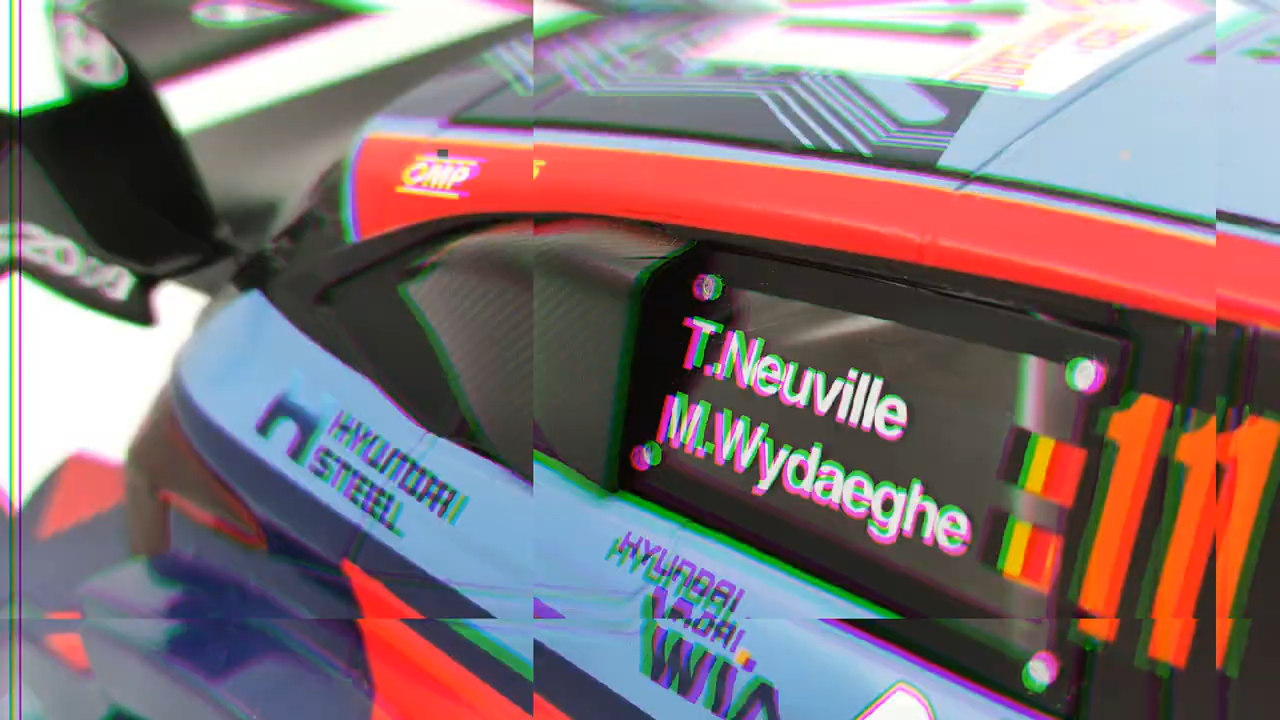 OMP
T.Neuville
M.Wydaeghe
11
HYUNDAI
STEEL
HYUNDAI
WIA